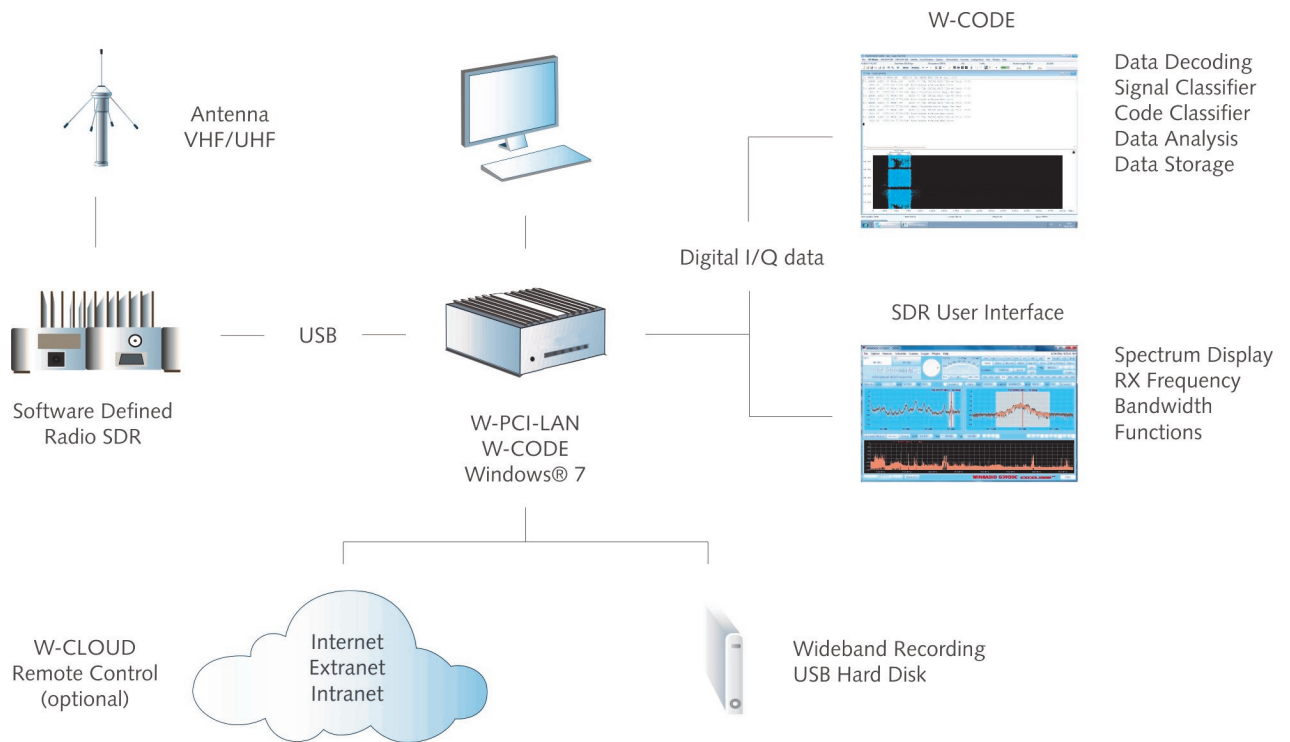 W-CODE
Data Decoding
Signal Classifier
Code Classifier
Data Analysis
Data Storage
Antenna
VHF/UHF
Digital I/Q data
USB
SDR User Interface
Spectrum Display
RX Frequency
Bandwidth
Functions
Software Defined
Radio SDR
W-PCI-LAN
W-CODE
Windows® 7
W-CLOUD
Remote Control
(optional)
Internet
Extranet
Intranet
Wideband Recording
USB Hard Disk